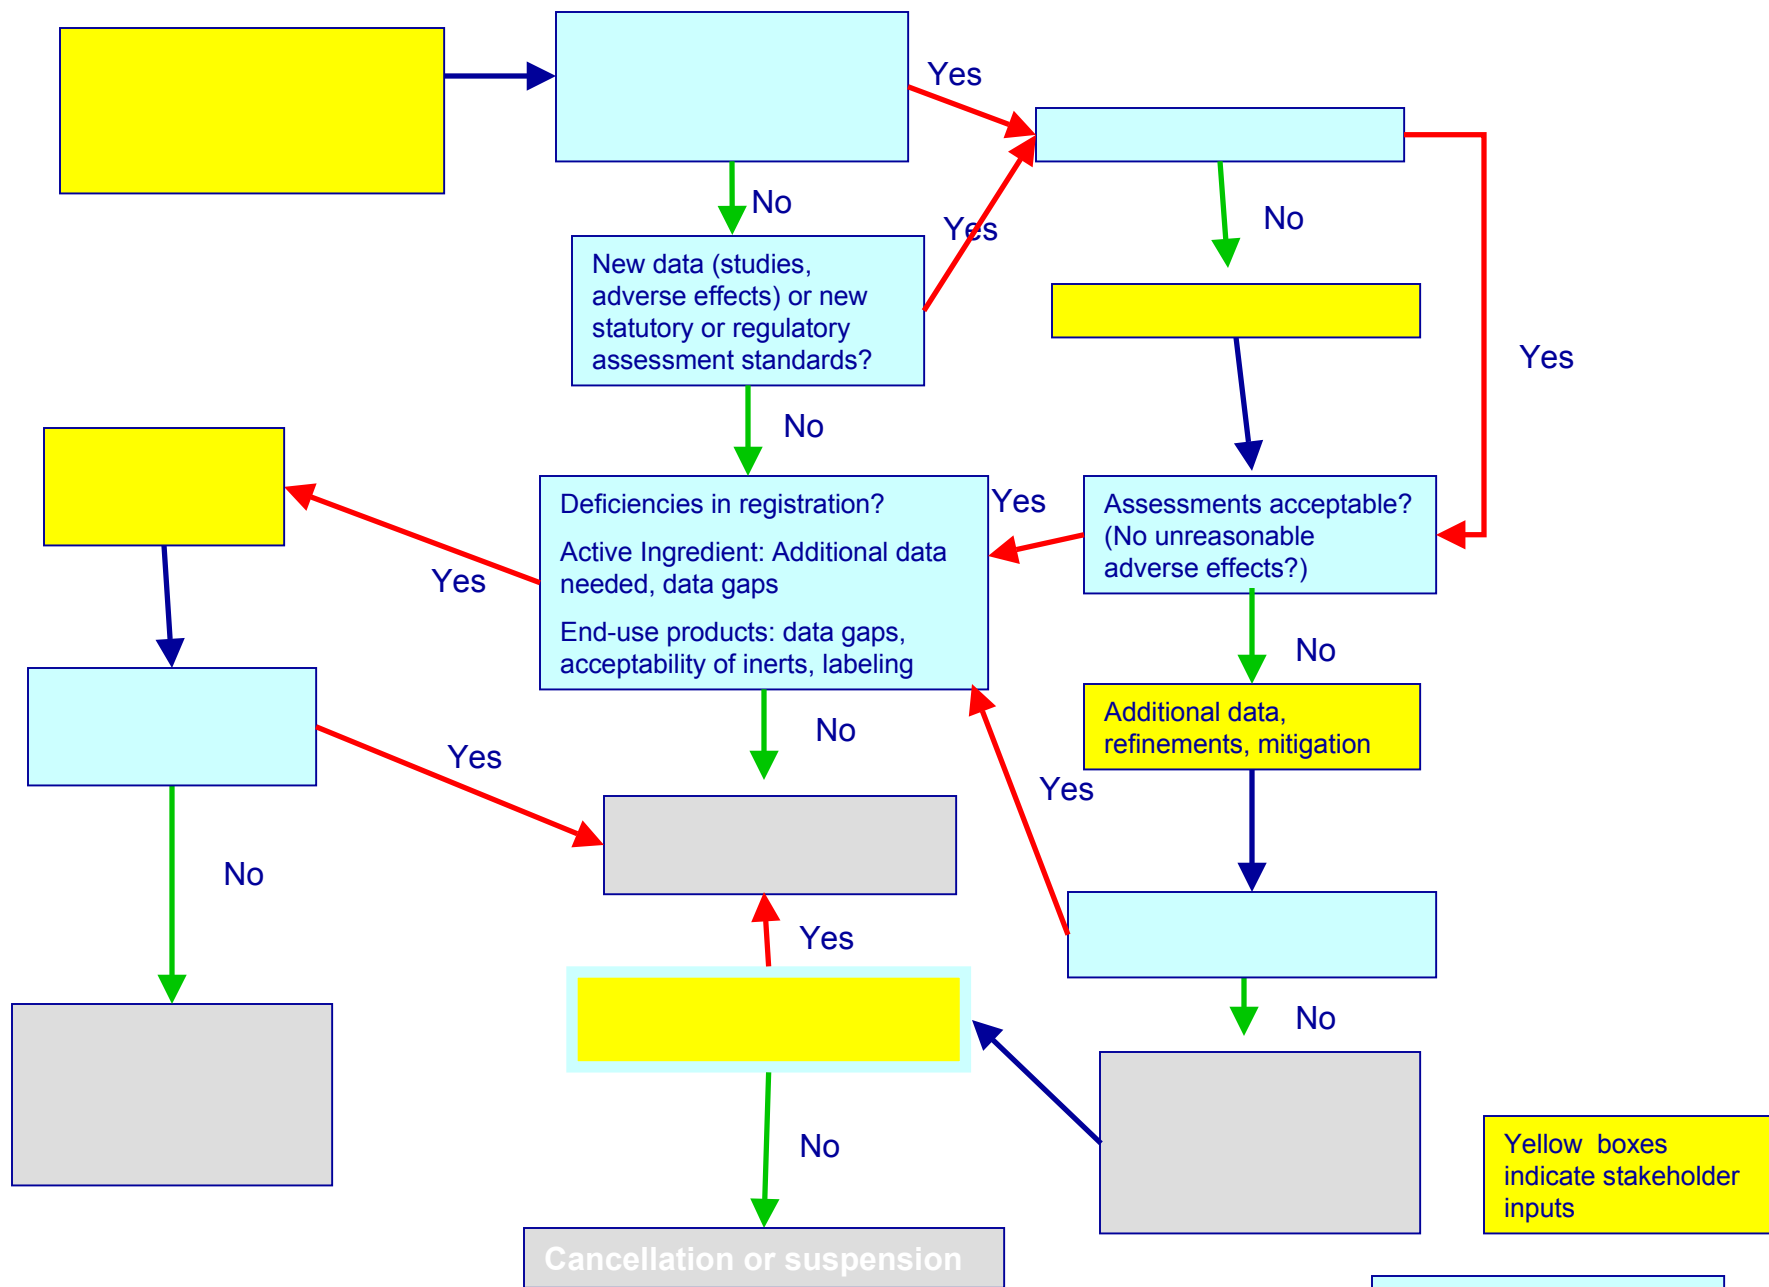 Yes
No
Yes
No
New data (studies,
adverse effects) or new
statutory or regulatory
assessment standards?
Yes
No
Deficiencies in registration?
Active Ingredient: Additional data
needed, data gaps
End-use products: data gaps,
acceptability of inerts, labeling
Yes
Assessments acceptable?
(No unreasonable
adverse effects?)
Yes
No
Additional data,
refinements, mitigation
No
Yes
Yes
No
Yes
No
No
Yellow  boxes
indicate stakeholder
inputs
Cancellation or suspension